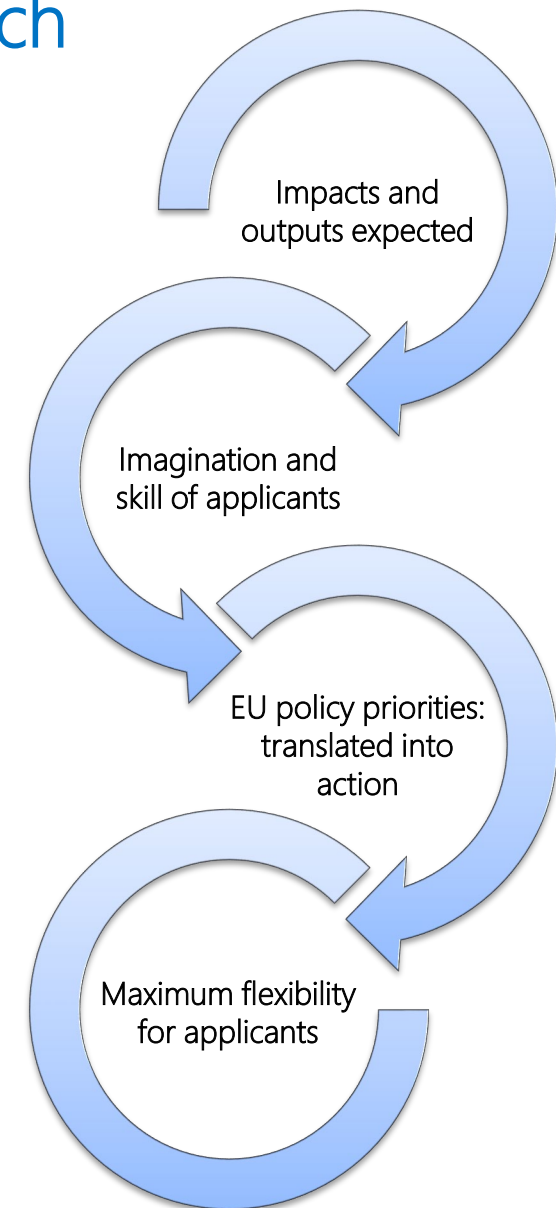 ch
Impacts and
outputs expected
Imagination and
skill of applicants
EU policy priorities:
translated into
action
Maximum flexibility
for applicants